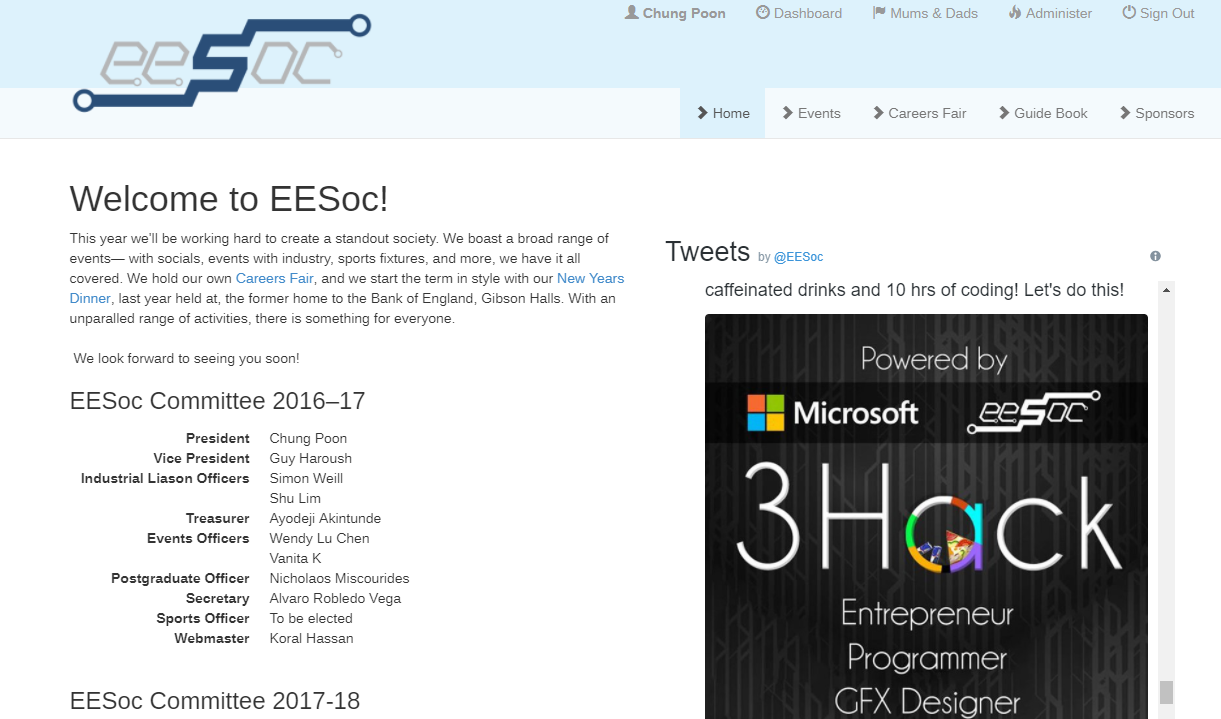 Chung Poon Dashboard Mums & Dads Administer Sign Out
eesoc
Home Events Careers Fair Guide Book Sponsors
Welcome to EESoc!
This year we'll be working hard to create a standout society. We boast a broad range of
events— with socials, events with industry, sports fixtures, and more, we have it all
covered. We hold our own Careers Fair, and we start the term in style with our New Years
Dinner, last year held at, the former home to the Bank of England, Gibson Halls. With an
unparalled range of activities, there is something for everyone.
We look forward to seeing you soon!
EESoc Committee 2016–17
President Chung Poon
Vice President Guy Haroush
Industrial Liason Officers Simon Weill
Shu Lim
Treasurer Ayodeji Akintunde
Events Officers Wendy Lu Chen
Vanita K
Postgraduate Officer Nicholaos Miscourides
Secretary Alvaro Robledo Vega
Sports Officer To be elected
Webmaster Koral Hassan
EESoc Committee 2017-18
Tweets by @EESoc
caffeinated drinks and 10 hrs of coding! Let's do this!
Powered by
Microsoft eesoc
3Hack
Entrepreneur
Programmer
GFX Designer